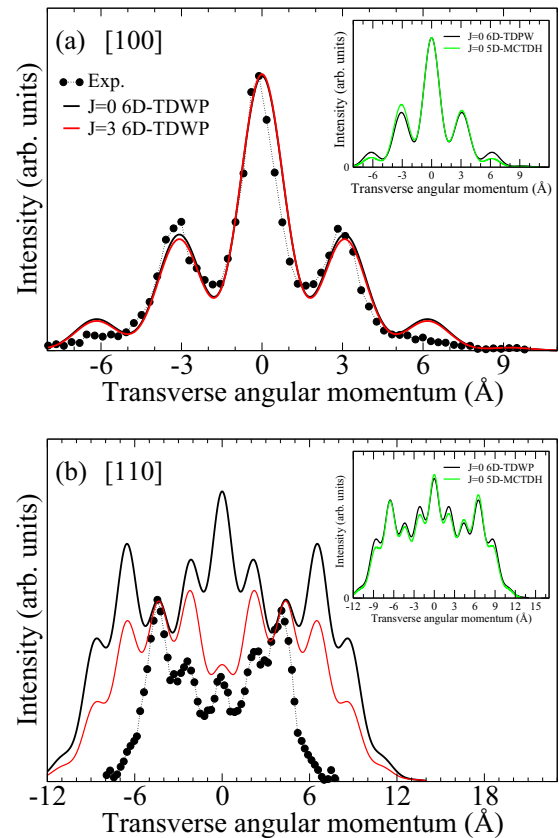 (a) [100]
Exp.
J=0 6D-TDWP
J=3 6D-TDWP
Intensity (arb. units)
-6 -3 0 3 6 9
Transverse angular momentum (Å)
J=0 6D-TDPW
J=0 5D-MCTDH
Intensity (arb. units)
0
-6 -3 0 3 6 9
Transverse angular momentum (Å)
(b) [110]
Intensity (arb. units)
-12 -6 0 6 12 18
Transverse angular momentum (Å)
J=0 6D-TDWP
J=0 5D-MCTDH
Intensity (arb. units)
0
-12 -9 -6 -3 0 3 6 9 12 15
Transverse angular momentum (Å)